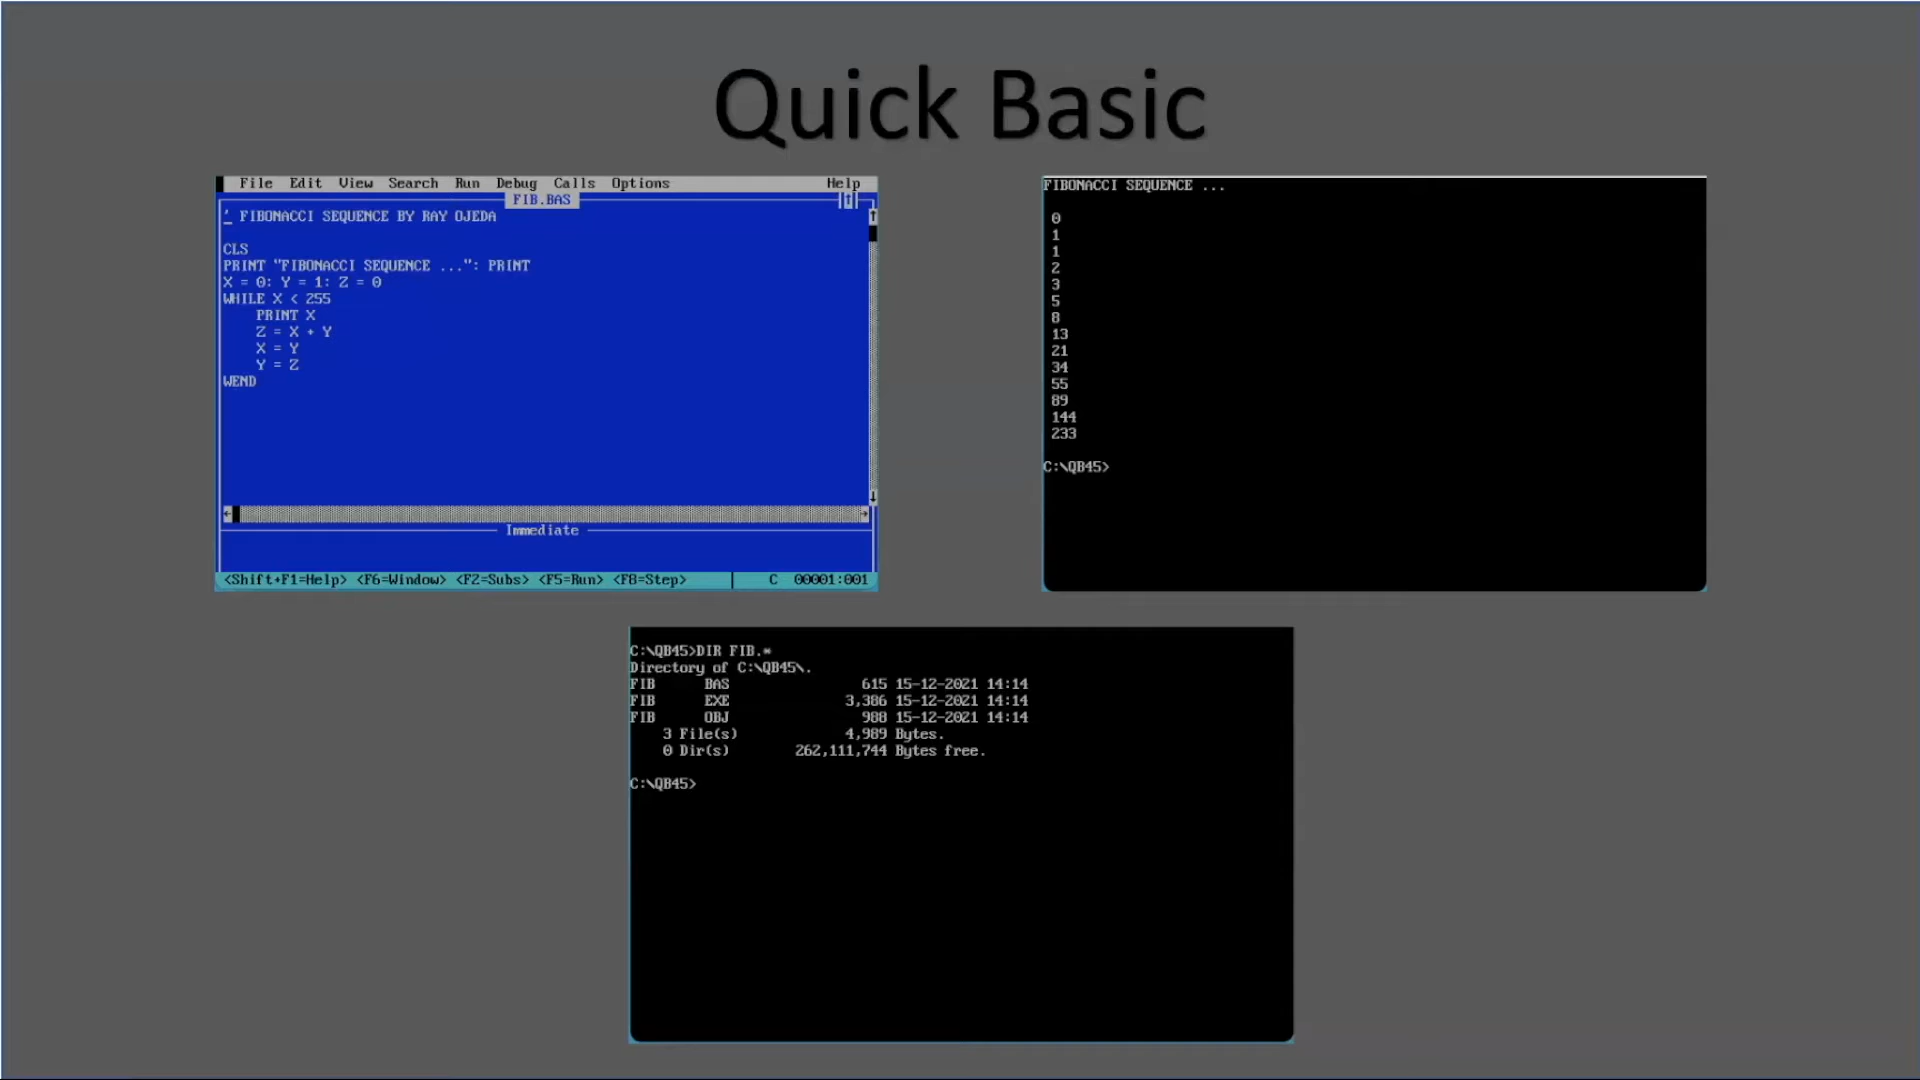 Quick Basic
File Edit View Search Run Debug Calls Options Help
FIB.BAS
' FIBONACCI SEQUENCE BY RAY OJEDA
CLS
PRINT "FIBONACCI SEQUENCE ...": PRINT
X = 0: Y = 1: Z = 0
WHILE X < 255
    PRINT X
    Z = X + Y
    X = Y
    Y = Z
WEND
Immediate
<Shift+F1=Help> <F6=Window> <F2=Subs> <F5=Run> <F8=Step> C 00001:001
FIBONACCI SEQUENCE ...
0
1
1
2
3
5
8
13
21
34
55
89
144
233
C:\QB45>
C:\QB45>DIR FIB.*
Directory of C:\QB45\.
FIB BAS 615 15-12-2021 14:14
FIB EXE 3,386 15-12-2021 14:14
FIB OBJ 988 15-12-2021 14:14
3 File(s) 4,989 Bytes.
0 Dir(s) 262,111,744 Bytes free.
C:\QB45>